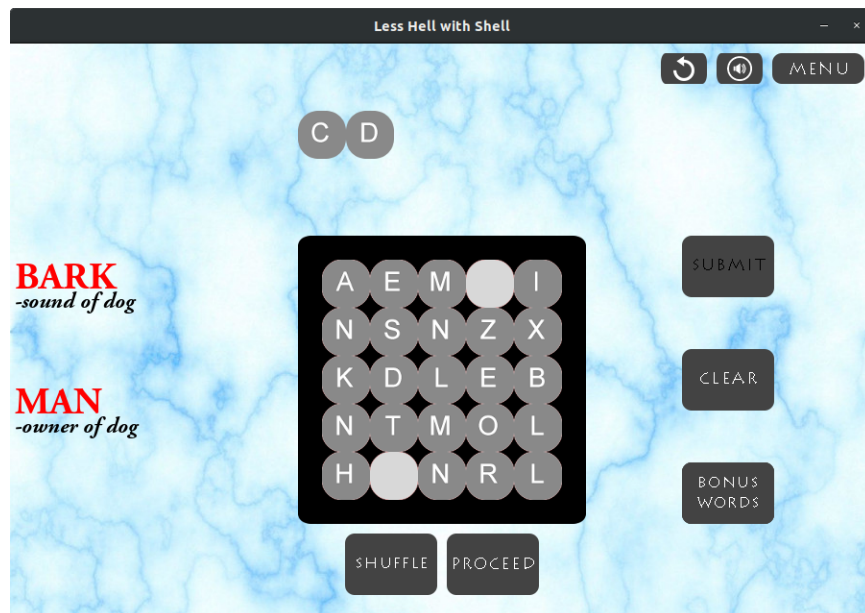 Less Hell with Shell
MENU
C D
A E M I
N S N Z X
K D L E B
N T M O L
H N R L
BARK
-sound of dog
MAN
-owner of dog
SUBMIT
CLEAR
BONUS
WORDS
SHUFFLE
PROCEED